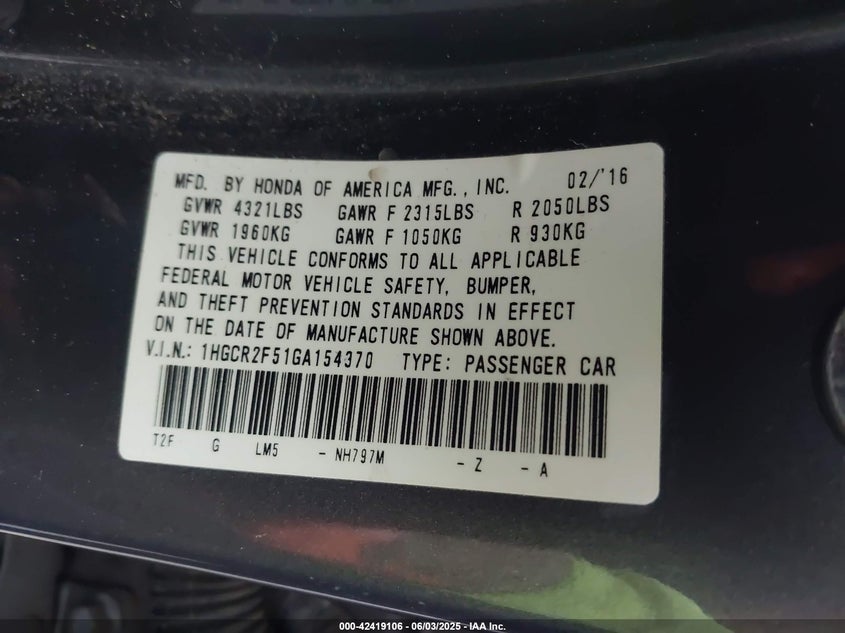 MFD. BY HONDA OF AMERICA MFG., INC. 02/'16
GVWR 4321LBS GAWR F 2315LBS R 2050LBS
GVWR 1960KG GAWR F 1050KG R 930KG
THIS VEHICLE CONFORMS TO ALL APPLICABLE
FEDERAL MOTOR VEHICLE SAFETY, BUMPER,
AND THEFT PREVENTION STANDARDS IN EFFECT
ON THE DATE OF MANUFACTURE SHOWN ABOVE.
V.I.N.: 1HGCR2F51GA154370 TYPE: PASSENGER CAR
T2F G LM5 - NH797M - Z - A
000-42419106 - 06/03/2025 - IAA Inc.